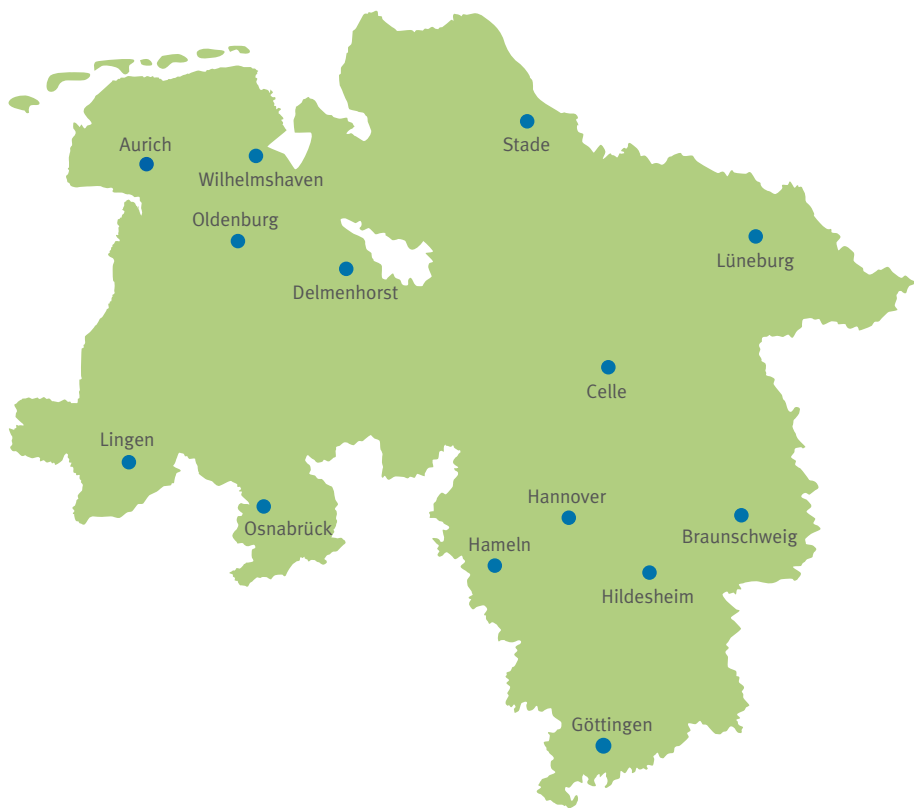 Aurich
Stade
Wilhelmshaven
Oldenburg
Lüneburg
Delmenhorst
Celle
Lingen
Hannover
Osnabrück
Braunschweig
Hameln
Hildesheim
Göttingen